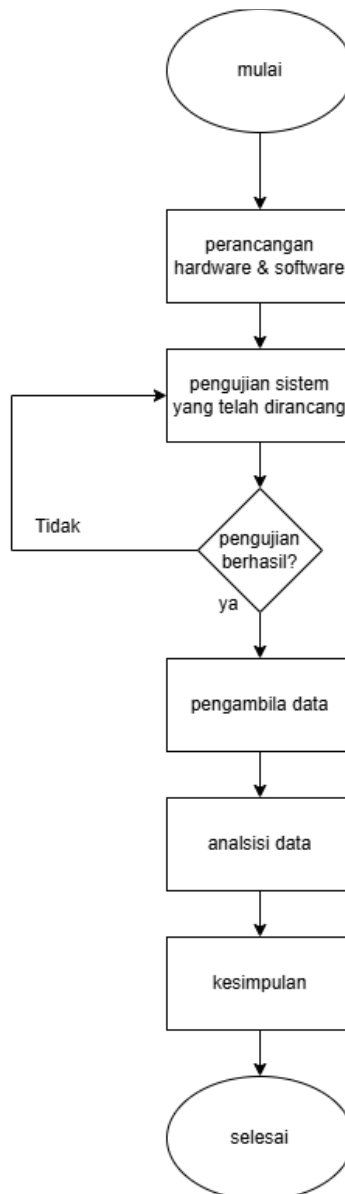 mulai
perancangan
hardware & software
pengujian sistem
yang telah dirancang
Tidak
pengujian
berhasil?
ya
pengambila data
analsisi data
kesimpulan
selesai